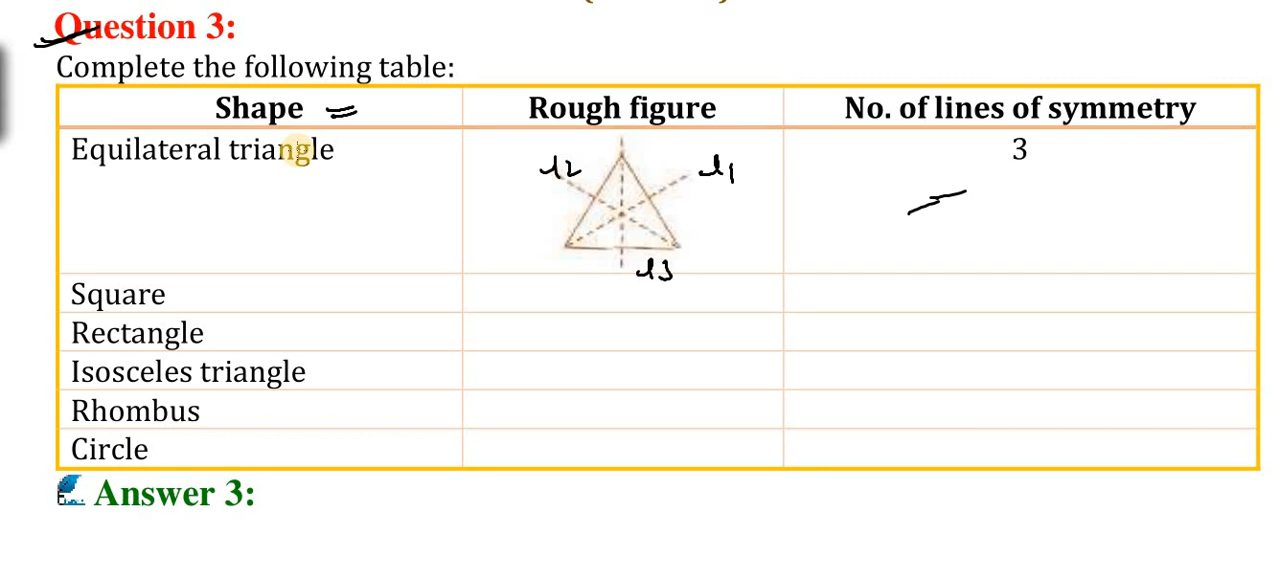 Question 3:
Complete the following table:
Shape Rough figure No. of lines of symmetry
Equilateral triangle 3
l2 l1
l3
Square
Rectangle
Isosceles triangle
Rhombus
Circle
Answer 3: